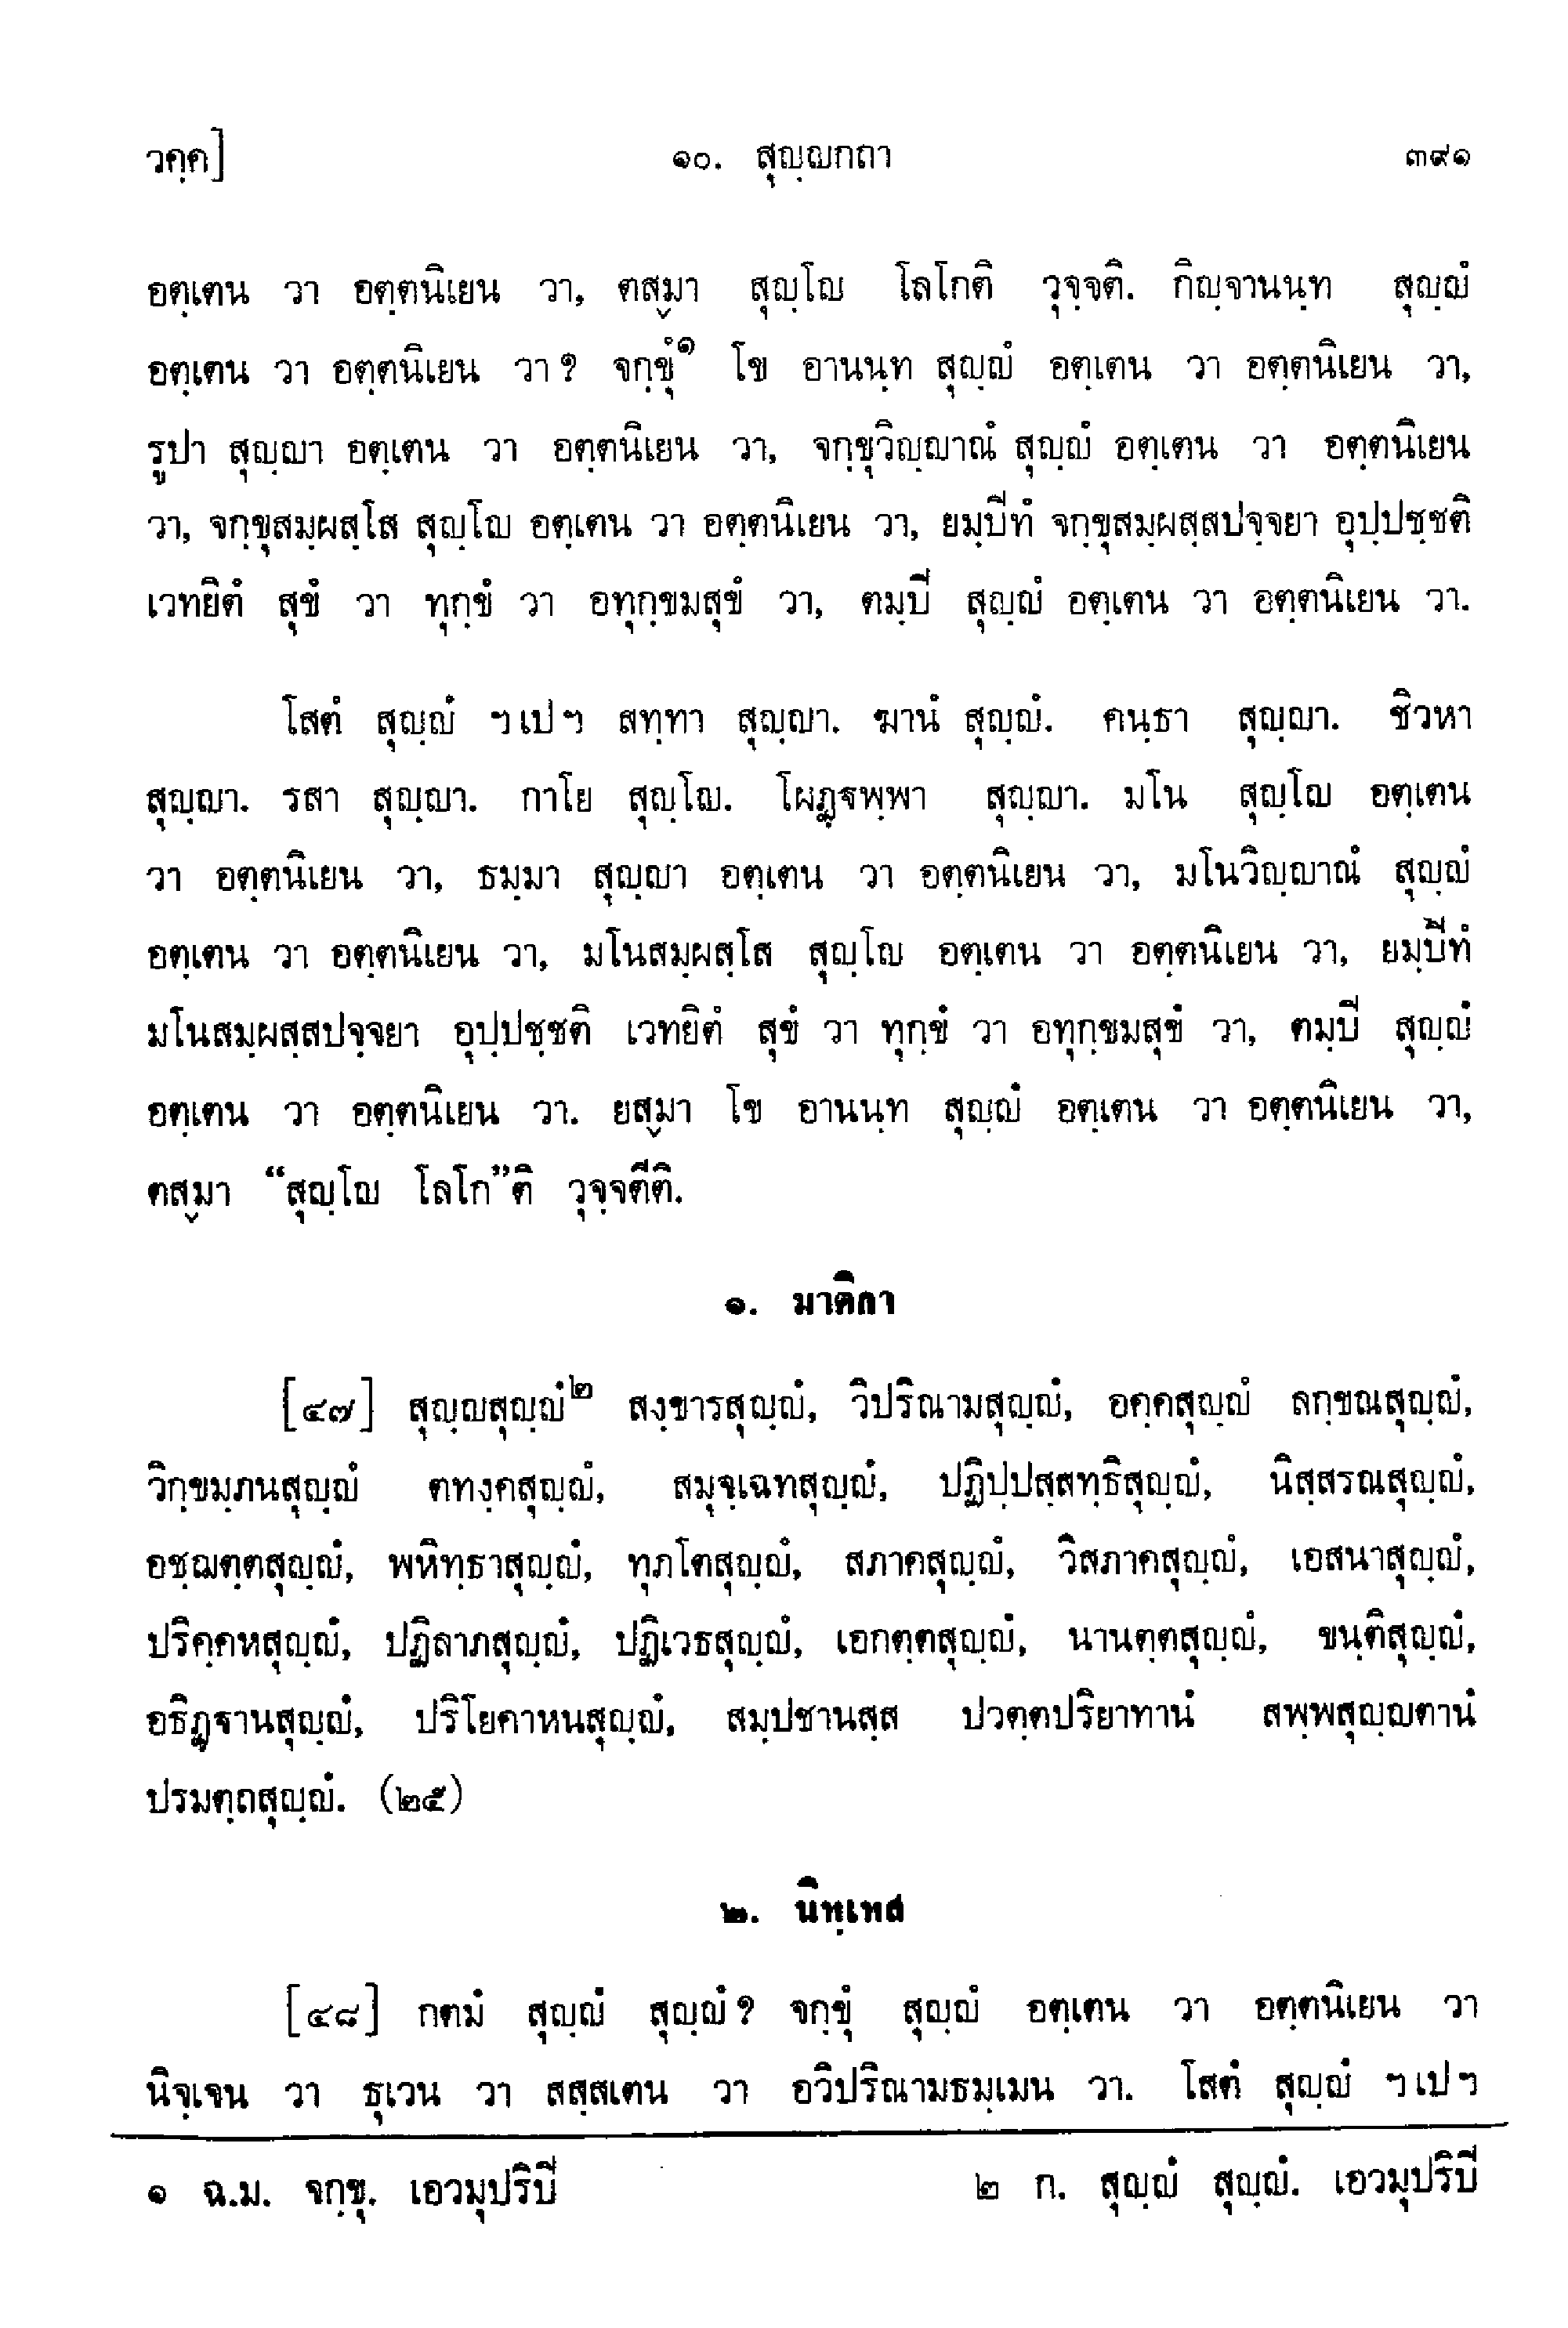 วคฺค]
๑๐. สุญฺญกถา
๓๙๑
อตฺเตน วา อตฺตนิเยน วา, ตสฺมา สุญฺโญ โลโกติ วุจฺจติ. กิญฺจานนฺท สุญฺญํ
อตฺเตน วา อตฺตนิเยน วา? จกฺขุํ๑ โข อานนฺท สุญฺญํ อตฺเตน วา อตฺตนิเยน วา,
รูปา สุญฺญา อตฺเตน วา อตฺตนิเยน วา, จกฺขุวิญฺญาณํ สุญฺญํ อตฺเตน วา อตฺตนิเยน
วา, จกฺขุสมฺผสฺโส สุญฺโญ อตฺเตน วา อตฺตนิเยน วา, ยมฺปีทํ จกฺขุสมฺผสฺสปจฺจยา อุปฺปชฺชติ
เวทยิตํ สุขํ วา ทุกฺขํ วา อทุกฺขมสุขํ วา, ตมฺปิ สุญฺญํ อตฺเตน วา อตฺตนิเยน วา.
โสตํ สุญฺญํ ฯเปฯ สทฺทา สุญฺญา. ฆานํ สุญฺญํ. คนฺธา สุญฺญา. ชิวหา
สุญฺญา. รสา สุญฺญา. กาโย สุญฺโญ. โผฏฺฐพฺพา สุญฺญา. มโน สุญฺโญ อตฺเตน
วา อตฺตนิเยน วา, ธมฺมา สุญฺญา อตฺเตน วา อตฺตนิเยน วา, มโนวิญฺญาณํ สุญฺญํ
อตฺเตน วา อตฺตนิเยน วา, มโนสมฺผสฺโส สุญฺโญ อตฺเตน วา อตฺตนิเยน วา, ยมฺปีทํ
มโนสมฺผสฺสปจฺจยา อุปฺปชฺชติ เวทยิตํ สุขํ วา ทุกฺขํ วา อทุกฺขมสุขํ วา, ตมฺปิ สุญฺญํ
อตฺเตน วา อตฺตนิเยน วา. ยสฺมา โข อานนฺท สุญฺญํ อตฺเตน วา อตฺตนิเยน วา,
ตสฺมา “สุญฺโญ โลโก”ติ วุจฺจตีติ.
๑. มาติกา
[๔๗] สุญฺญสุญฺญํ๒ สงฺขารสุญฺญํ, วิปริณามสุญฺญํ, อคฺคสุญฺญํ ลกฺขณสุญฺญํ,
วิกฺขมฺภนสุญฺญํ ตทงฺคสุญฺญํ, สมุจฺเฉทสุญฺญํ, ปฏิปฺปสฺสทฺธิสุญฺญํ, นิสฺสรณสุญฺญํ,
อชฺฌตฺตสุญฺญํ, พหิทฺธาสุญฺญํ, ทุภโตสุญฺญํ, สภาคสุญฺญํ, วิสภาคสุญฺญํ, เอสนาสุญฺญํ,
ปริคฺคหสุญฺญํ, ปฏิลาภสุญฺญํ, ปฏิเวธสุญฺญํ, เอกตฺตสุญฺญํ, นานตฺตสุญฺญํ, ขนฺติสุญฺญํ,
อธิฏฺฐานสุญฺญํ, ปริโยคาหนสุญฺญํ, สมฺปชานสฺส ปวตฺตปริยาทานํ สพฺพสุญฺญตานํ
ปรมตฺถสุญฺญํ. (๒๕)
๒. นิทฺเทส
[๔๘] กตมํ สุญฺญํ สุญฺญํ? จกฺขุํ สุญฺญํ อตฺเตน วา อตฺตนิเยน วา
นิจฺเจน วา ธุเวน วา สสฺสเตน วา อวิปริณามธมฺเมน วา. โสตํ สุญฺญํ ฯเปฯ
๑ ฉ.ม. จกฺขุ. เอวมุปริปิ
๒ ก. สุญฺญํ สุญฺญํ. เอวมุปริปิ